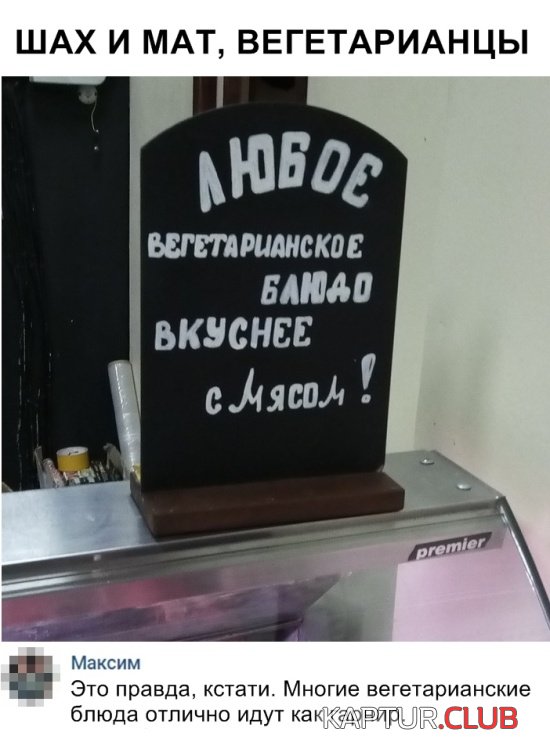 ШАХ И МАТ, ВЕГЕТАРИАНЦЫ
ЛЮБОЕ
ВЕГЕТАРИАНСКОЕ
БЛЮДО
ВКУСНЕЕ
с Мясом!
premier
Максим
Это правда, кстати. Многие вегетарианские
блюда отлично идут как гарнир.
KAPTUR.CLUB